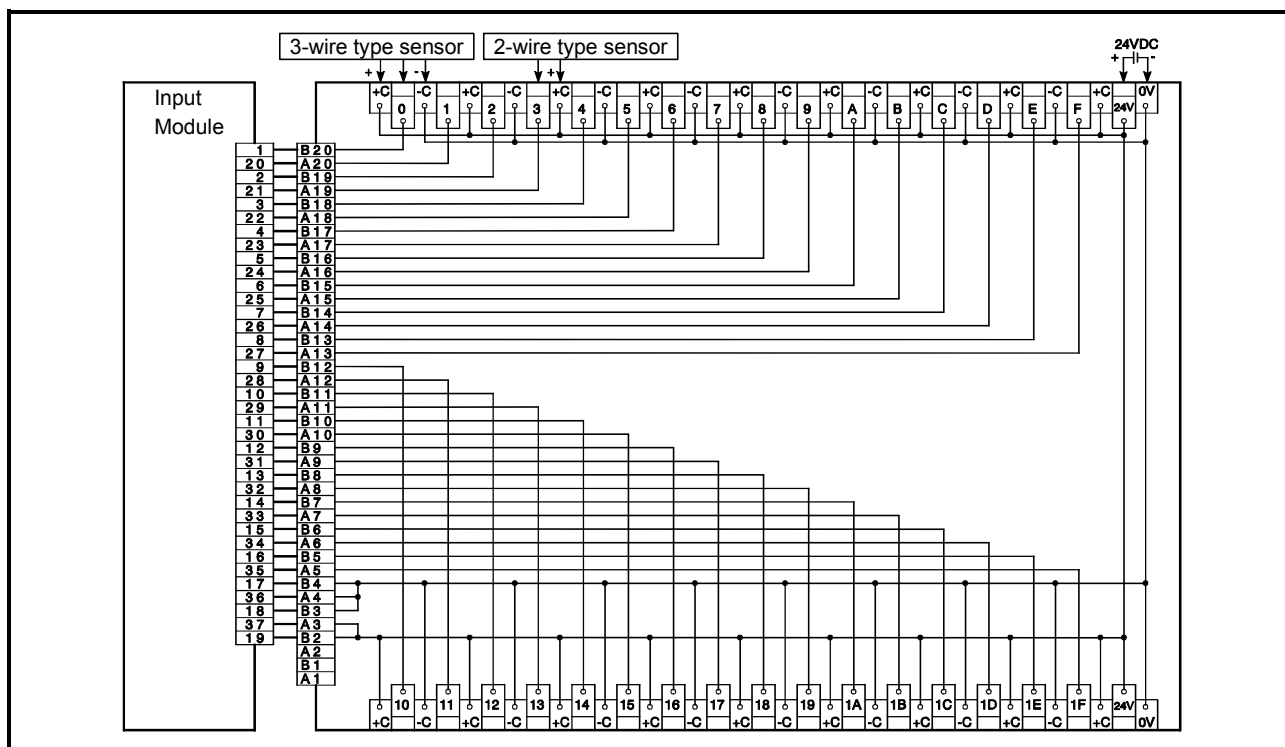 3-wire type sensor 2-wire type sensor 24VDC
+ - + + -
Input
Module
+C 0 -C 1 +C 2 -C 3 +C 4 -C 5 +C 6 -C 7 +C 8 -C 9 +C A -C B +C C -C D +C E -C F +C 24V 0V
1 B20
20 A20
2 B19
21 A19
3 B18
22 A18
4 B17
23 A17
5 B16
24 A16
6 B15
25 A15
7 B14
26 A14
8 B13
27 A13
9 B12
28 A12
10 B11
29 A11
11 B10
30 A10
12 B9
31 A9
13 B8
32 A8
14 B7
33 A7
15 B6
34 A6
16 B5
35 A5
17 B4
36 A4
18 B3
37 A3
19 B2
A2
B1
A1
+C 10 -C 11 +C 12 -C 13 +C 14 -C 15 +C 16 -C 17 +C 18 -C 19 +C 1A -C 1B +C 1C -C 1D +C 1E -C 1F +C 24V 0V